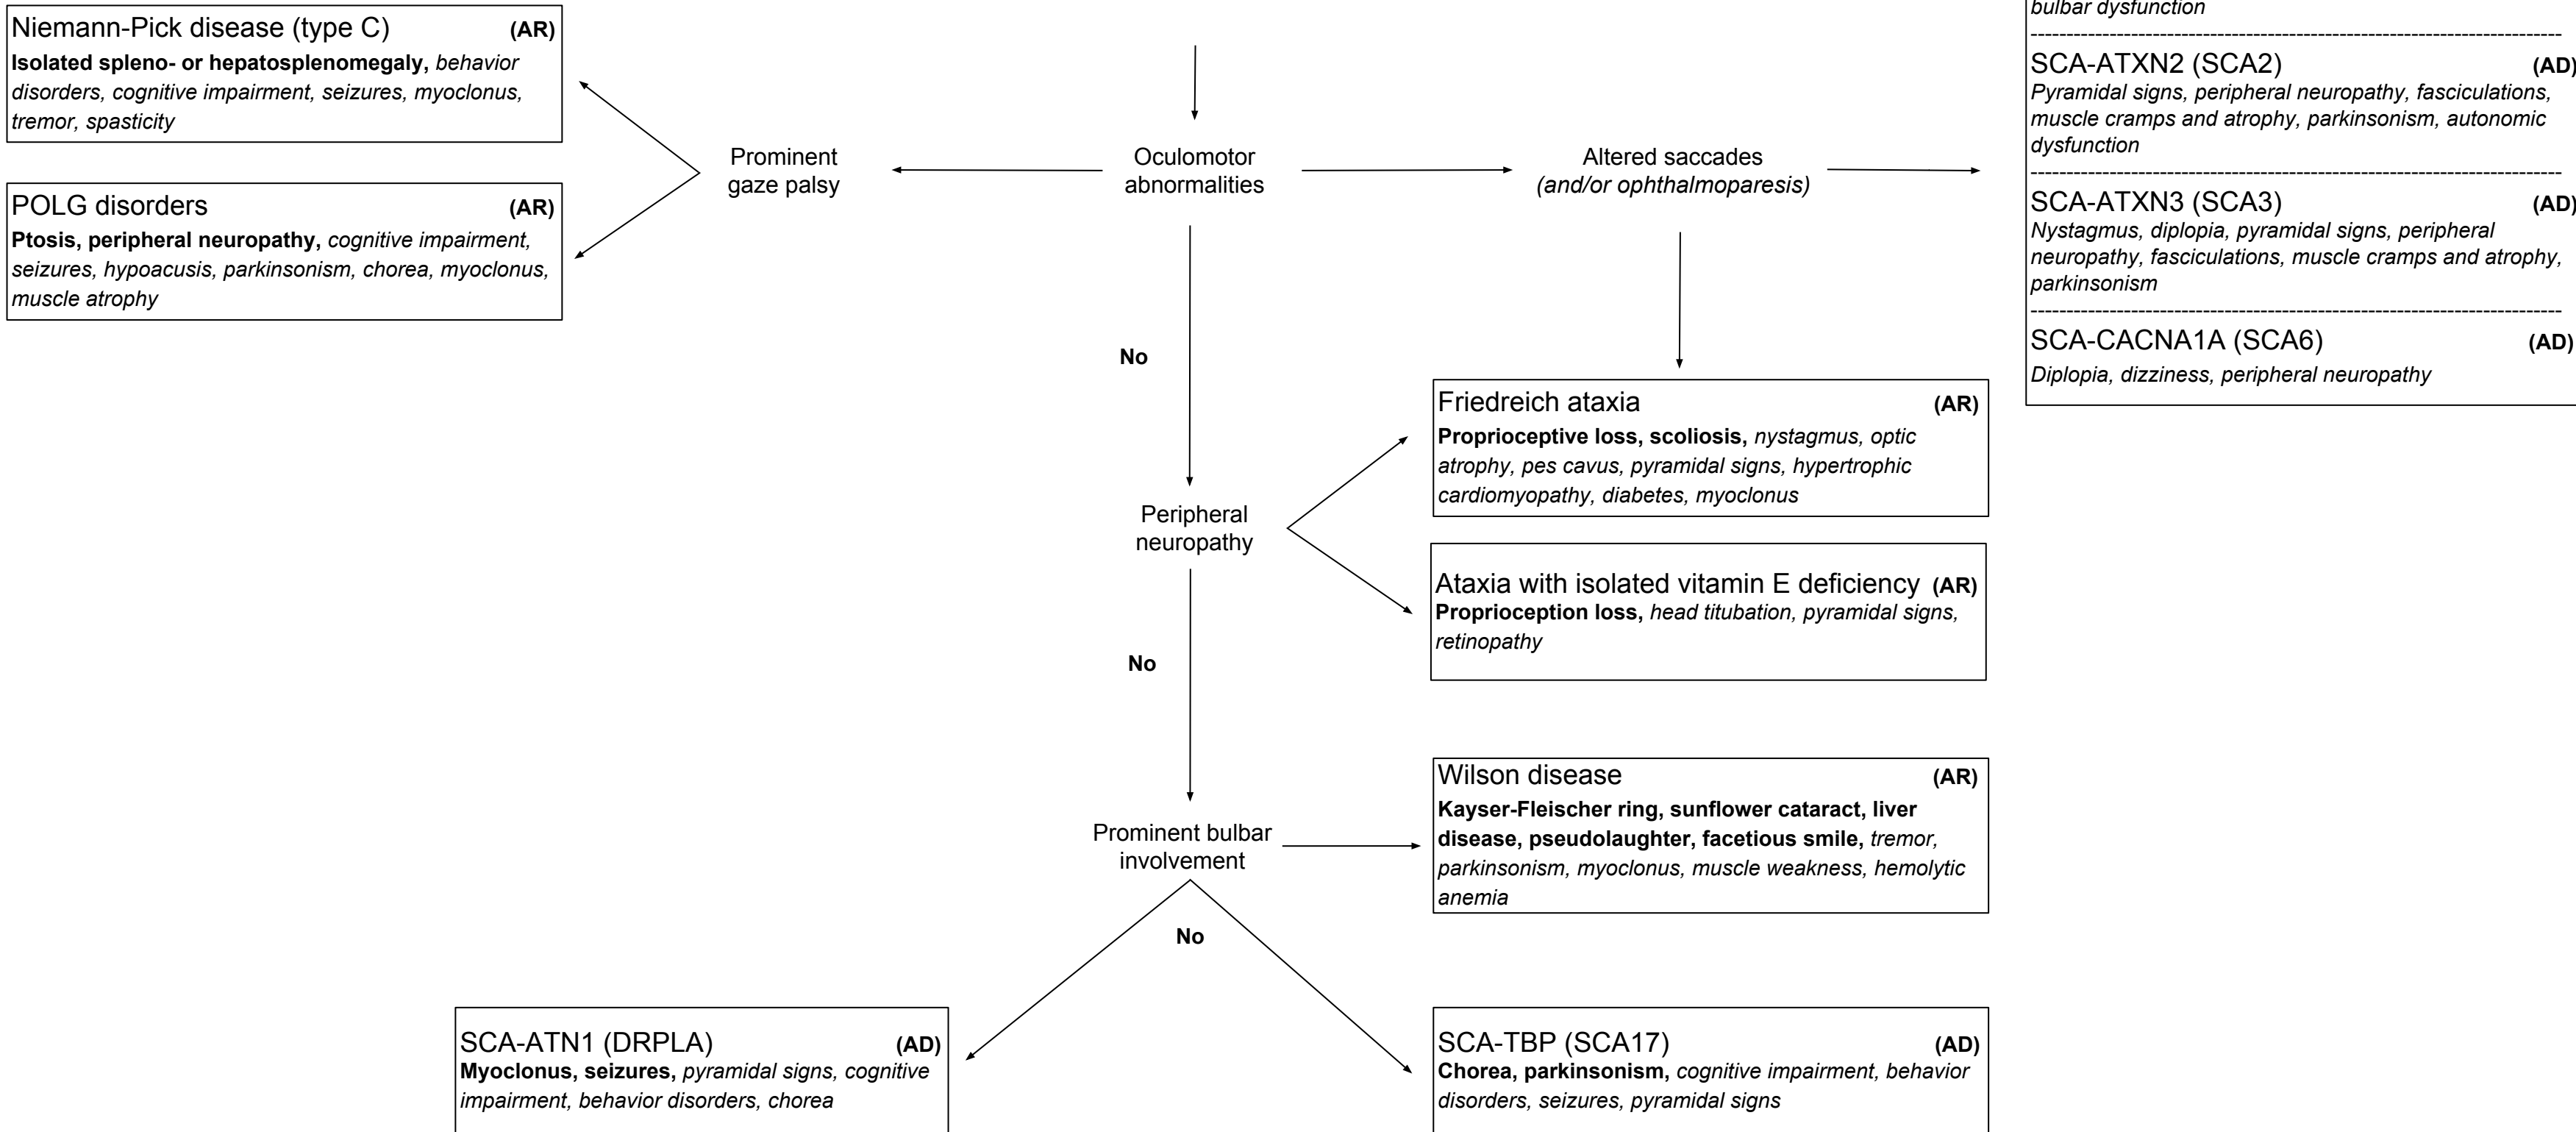 Niemann-Pick disease (type C) (AR)
Isolated spleno- or hepatosplenomegaly, behavior
disorders, cognitive impairment, seizures, myoclonus,
tremor, spasticity
POLG disorders (AR)
Ptosis, peripheral neuropathy, cognitive impairment,
seizures, hypoacusis, parkinsonism, chorea, myoclonus,
muscle atrophy
Prominent
gaze palsy
Oculomotor
abnormalities
Altered saccades
(and/or ophthalmoparesis)
bulbar dysfunction
SCA-ATXN2 (SCA2) (AD)
Pyramidal signs, peripheral neuropathy, fasciculations,
muscle cramps and atrophy, parkinsonism, autonomic
dysfunction
SCA-ATXN3 (SCA3) (AD)
Nystagmus, diplopia, pyramidal signs, peripheral
neuropathy, fasciculations, muscle cramps and atrophy,
parkinsonism
SCA-CACNA1A (SCA6) (AD)
Diplopia, dizziness, peripheral neuropathy
No
Friedreich ataxia (AR)
Proprioceptive loss, scoliosis, nystagmus, optic
atrophy, pes cavus, pyramidal signs, hypertrophic
cardiomyopathy, diabetes, myoclonus
Peripheral
neuropathy
Ataxia with isolated vitamin E deficiency (AR)
Proprioception loss, head titubation, pyramidal signs,
retinopathy
No
Prominent bulbar
involvement
Wilson disease (AR)
Kayser-Fleischer ring, sunflower cataract, liver
disease, pseudolaughter, facetious smile, tremor,
parkinsonism, myoclonus, muscle weakness, hemolytic
anemia
No
SCA-ATN1 (DRPLA) (AD)
Myoclonus, seizures, pyramidal signs, cognitive
impairment, behavior disorders, chorea
SCA-TBP (SCA17) (AD)
Chorea, parkinsonism, cognitive impairment, behavior
disorders, seizures, pyramidal signs